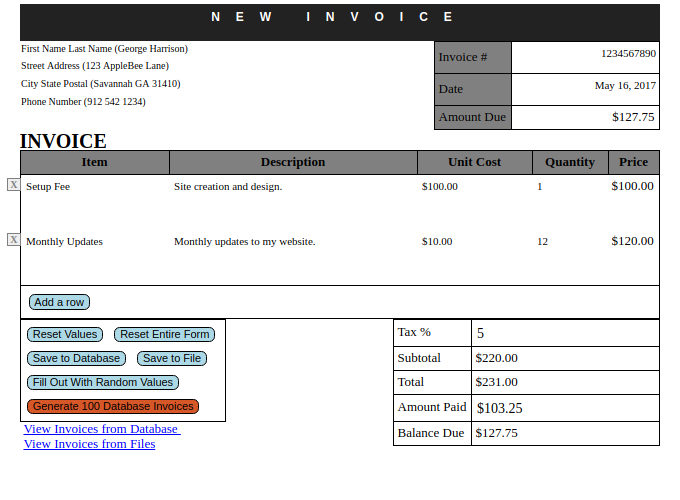 NEW INVOICE
First Name Last Name (George Harrison)
Street Address (123 AppleBee Lane)
City State Postal (Savannah GA 31410)
Phone Number (912 542 1234)
Invoice # 1234567890
Date May 16, 2017
Amount Due $127.75
INVOICE
Item Description Unit Cost Quantity Price
X Setup Fee Site creation and design. $100.00 1 $100.00
X Monthly Updates Monthly updates to my website. $10.00 12 $120.00
Add a row
Reset Values Reset Entire Form
Save to Database Save to File
Fill Out With Random Values
Generate 100 Database Invoices
View Invoices from Database
View Invoices from Files
Tax % 5
Subtotal $220.00
Total $231.00
Amount Paid $103.25
Balance Due $127.75